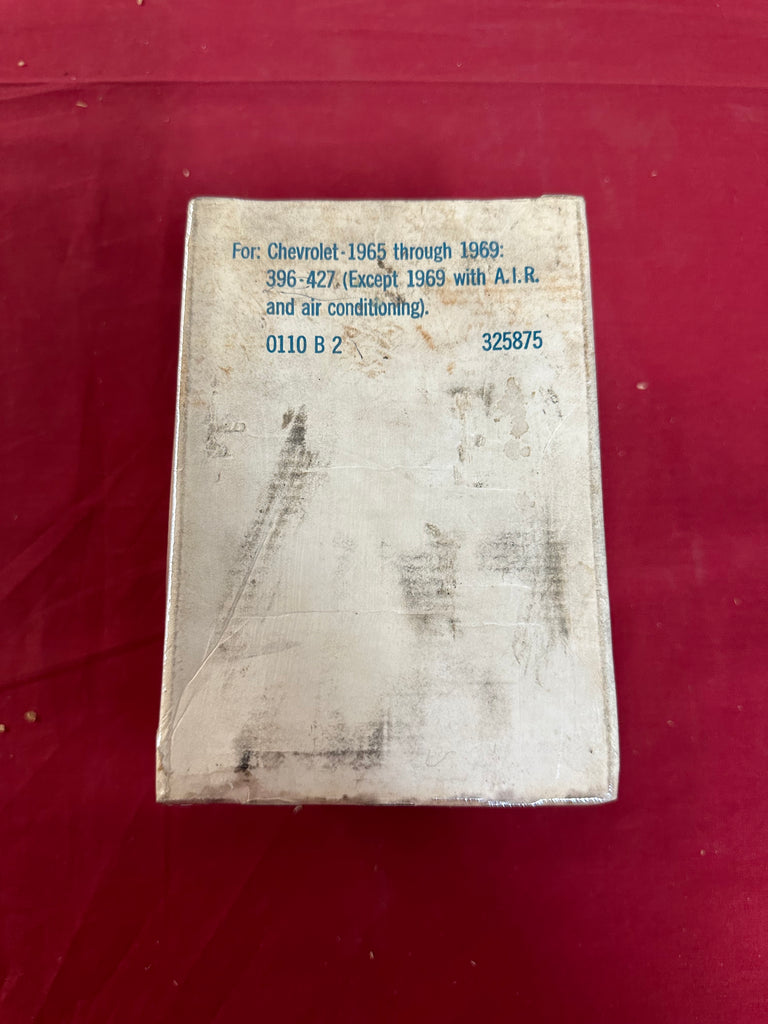 For: Chevrolet-1965 through 1969:
396-427. (Except 1969 with A.I.R.
and air conditioning).
0110 B 2 325875